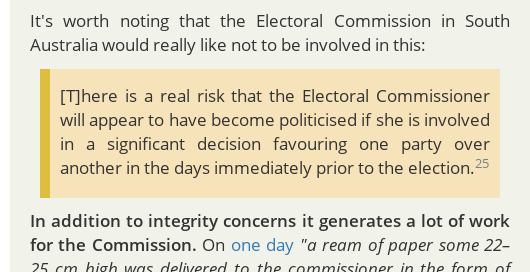 It's worth noting that the Electoral Commission in South
Australia would really like not to be involved in this:
[T]here is a real risk that the Electoral Commissioner
will appear to have become politicised if she is involved
in a significant decision favouring one party over
another in the days immediately prior to the election.25
In addition to integrity concerns it generates a lot of work
for the Commission. On one day "a ream of paper some 22–
25 cm high was delivered to the commissioner in the form of